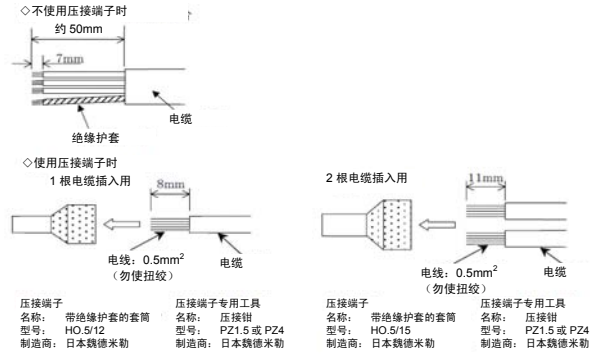 ◇不使用压接端子时
约 50mm
7mm
电缆
绝缘护套
◇使用压接端子时
1 根电缆插入用
8mm
电线：0.5mm²
（勿使扭绞）
电缆
2 根电缆插入用
11mm
电线：0.5mm²
（勿使扭绞）
电缆
压接端子 压接端子专用工具
名称： 带绝缘护套的套筒 名称： 压接钳
型号： HO.5/12 型号： PZ1.5 或 PZ4
制造商：日本魏德米勒 制造商：日本魏德米勒
压接端子 压接端子专用工具
名称： 带绝缘护套的套筒 名称： 压接钳
型号： HO.5/15 型号： PZ1.5 或 PZ4
制造商：日本魏德米勒 制造商：日本魏德米勒